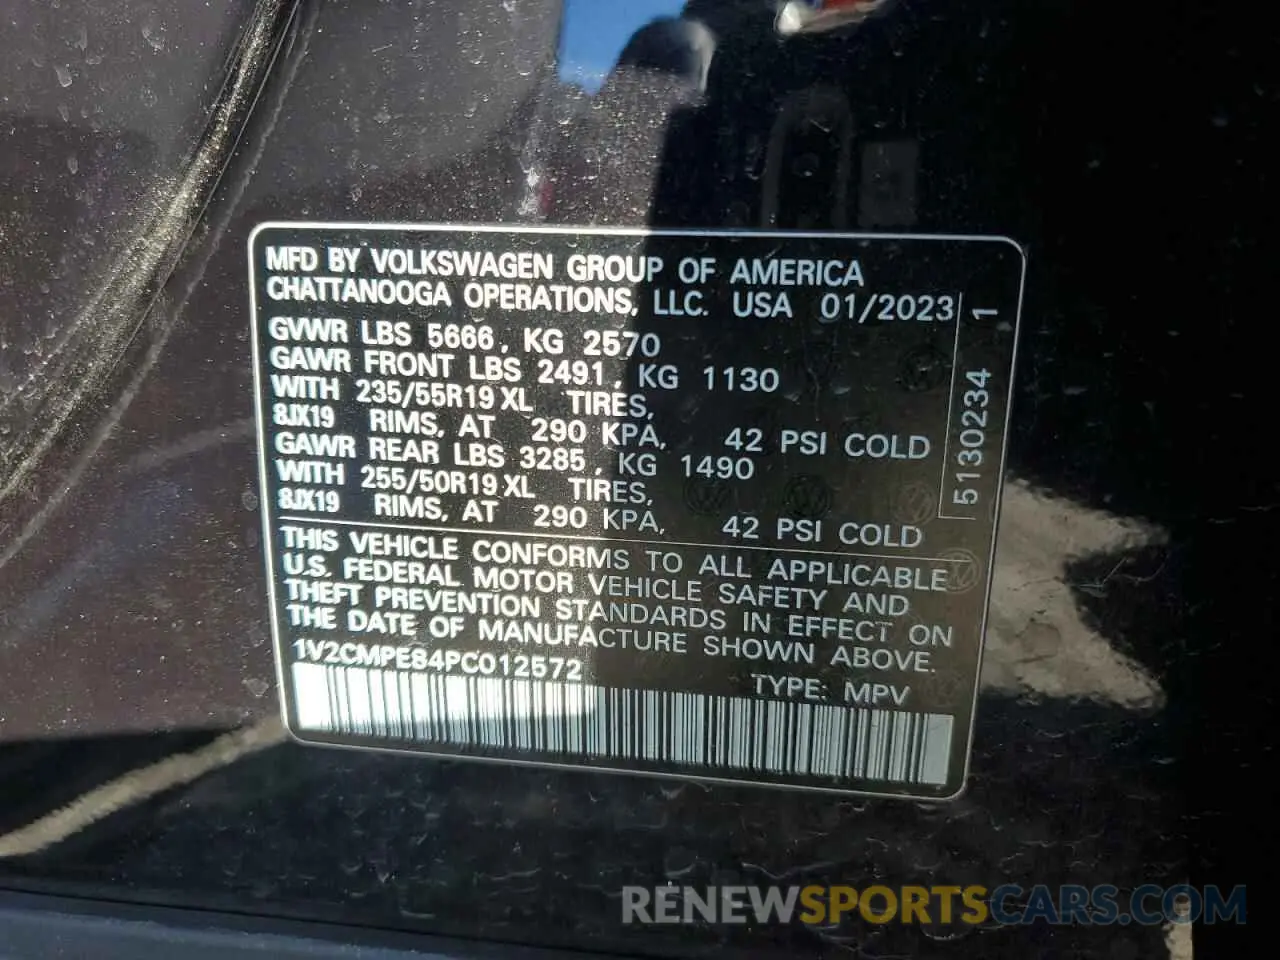 MFD BY VOLKSWAGEN GROUP OF AMERICA
CHATTANOOGA OPERATIONS, LLC. USA 01/2023
GVWR LBS 5666, KG 2570
GAWR FRONT LBS 2491, KG 1130
WITH 235/55R19 XL TIRES,
8JX19 RIMS, AT 290 KPA, 42 PSI COLD
GAWR REAR LBS 3285, KG 1490
WITH 255/50R19 XL TIRES,
8JX19 RIMS, AT 290 KPA, 42 PSI COLD
5130234 1
THIS VEHICLE CONFORMS TO ALL APPLICABLE
U.S. FEDERAL MOTOR VEHICLE SAFETY AND
THEFT PREVENTION STANDARDS IN EFFECT ON
THE DATE OF MANUFACTURE SHOWN ABOVE.
1V2CMPE84PC012572
TYPE: MPV
RENEWSPORTSCARS.COM